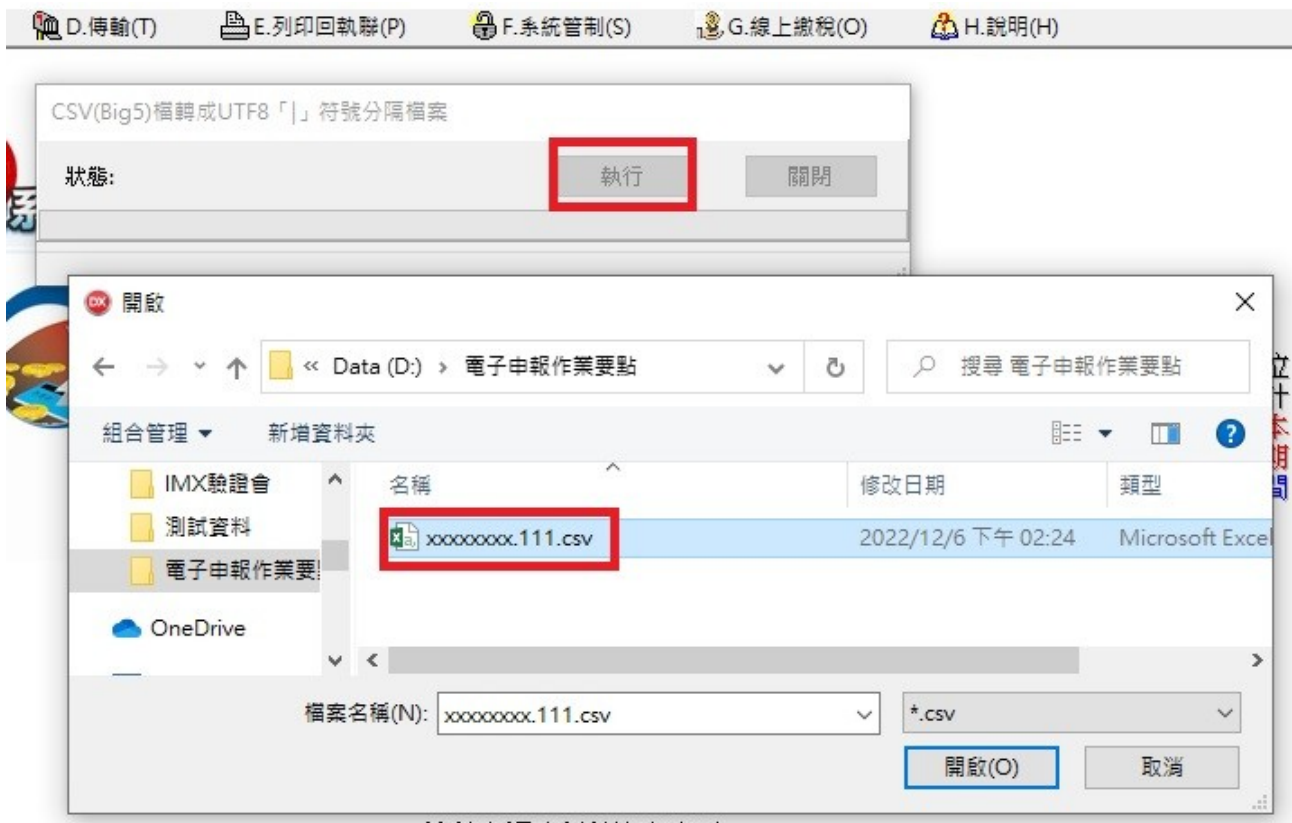 D.傳輸(T) E.列印回執聯(P) F.系統管制(S) G.線上繳稅(O) H.說明(H)
CSV(Big5)檔轉成UTF8「|」符號分隔檔案
狀態: 執行 關閉
系
開啟
« Data (D:) › 電子申報作業要點 搜尋 電子申報作業要點
組合管理 新增資料夾
IMX驗證會 名稱 修改日期 類型
測試資料 xxxxxxxx.111.csv 2022/12/6 下午 02:24 Microsoft Excel
電子申報作業要
OneDrive
檔案名稱(N): xxxxxxxx.111.csv *.csv
開啟(O) 取消